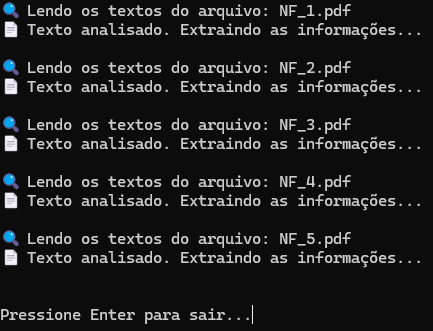 🔍 Lendo os textos do arquivo: NF_1.pdf
📄 Texto analisado. Extraindo as informações...
🔍 Lendo os textos do arquivo: NF_2.pdf
📄 Texto analisado. Extraindo as informações...
🔍 Lendo os textos do arquivo: NF_3.pdf
📄 Texto analisado. Extraindo as informações...
🔍 Lendo os textos do arquivo: NF_4.pdf
📄 Texto analisado. Extraindo as informações...
🔍 Lendo os textos do arquivo: NF_5.pdf
📄 Texto analisado. Extraindo as informações...
Pressione Enter para sair...